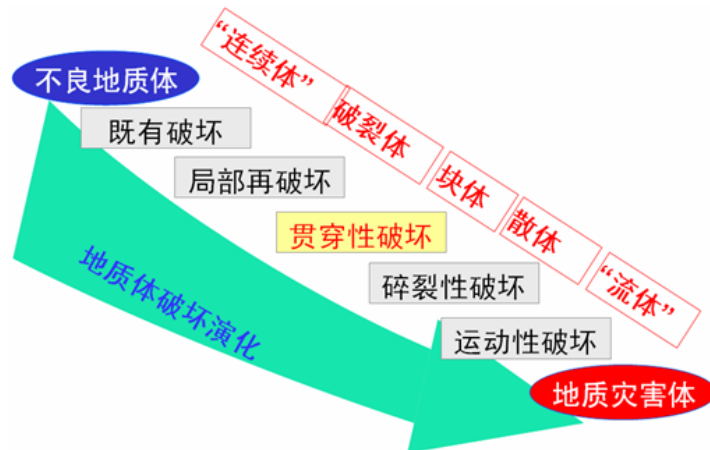 不良地质体
“连续体”
破裂体
块体
散体
“流体”
既有破坏
局部再破坏
贯穿性破坏
碎裂性破坏
运动性破坏
地质体破坏演化
地质灾害体